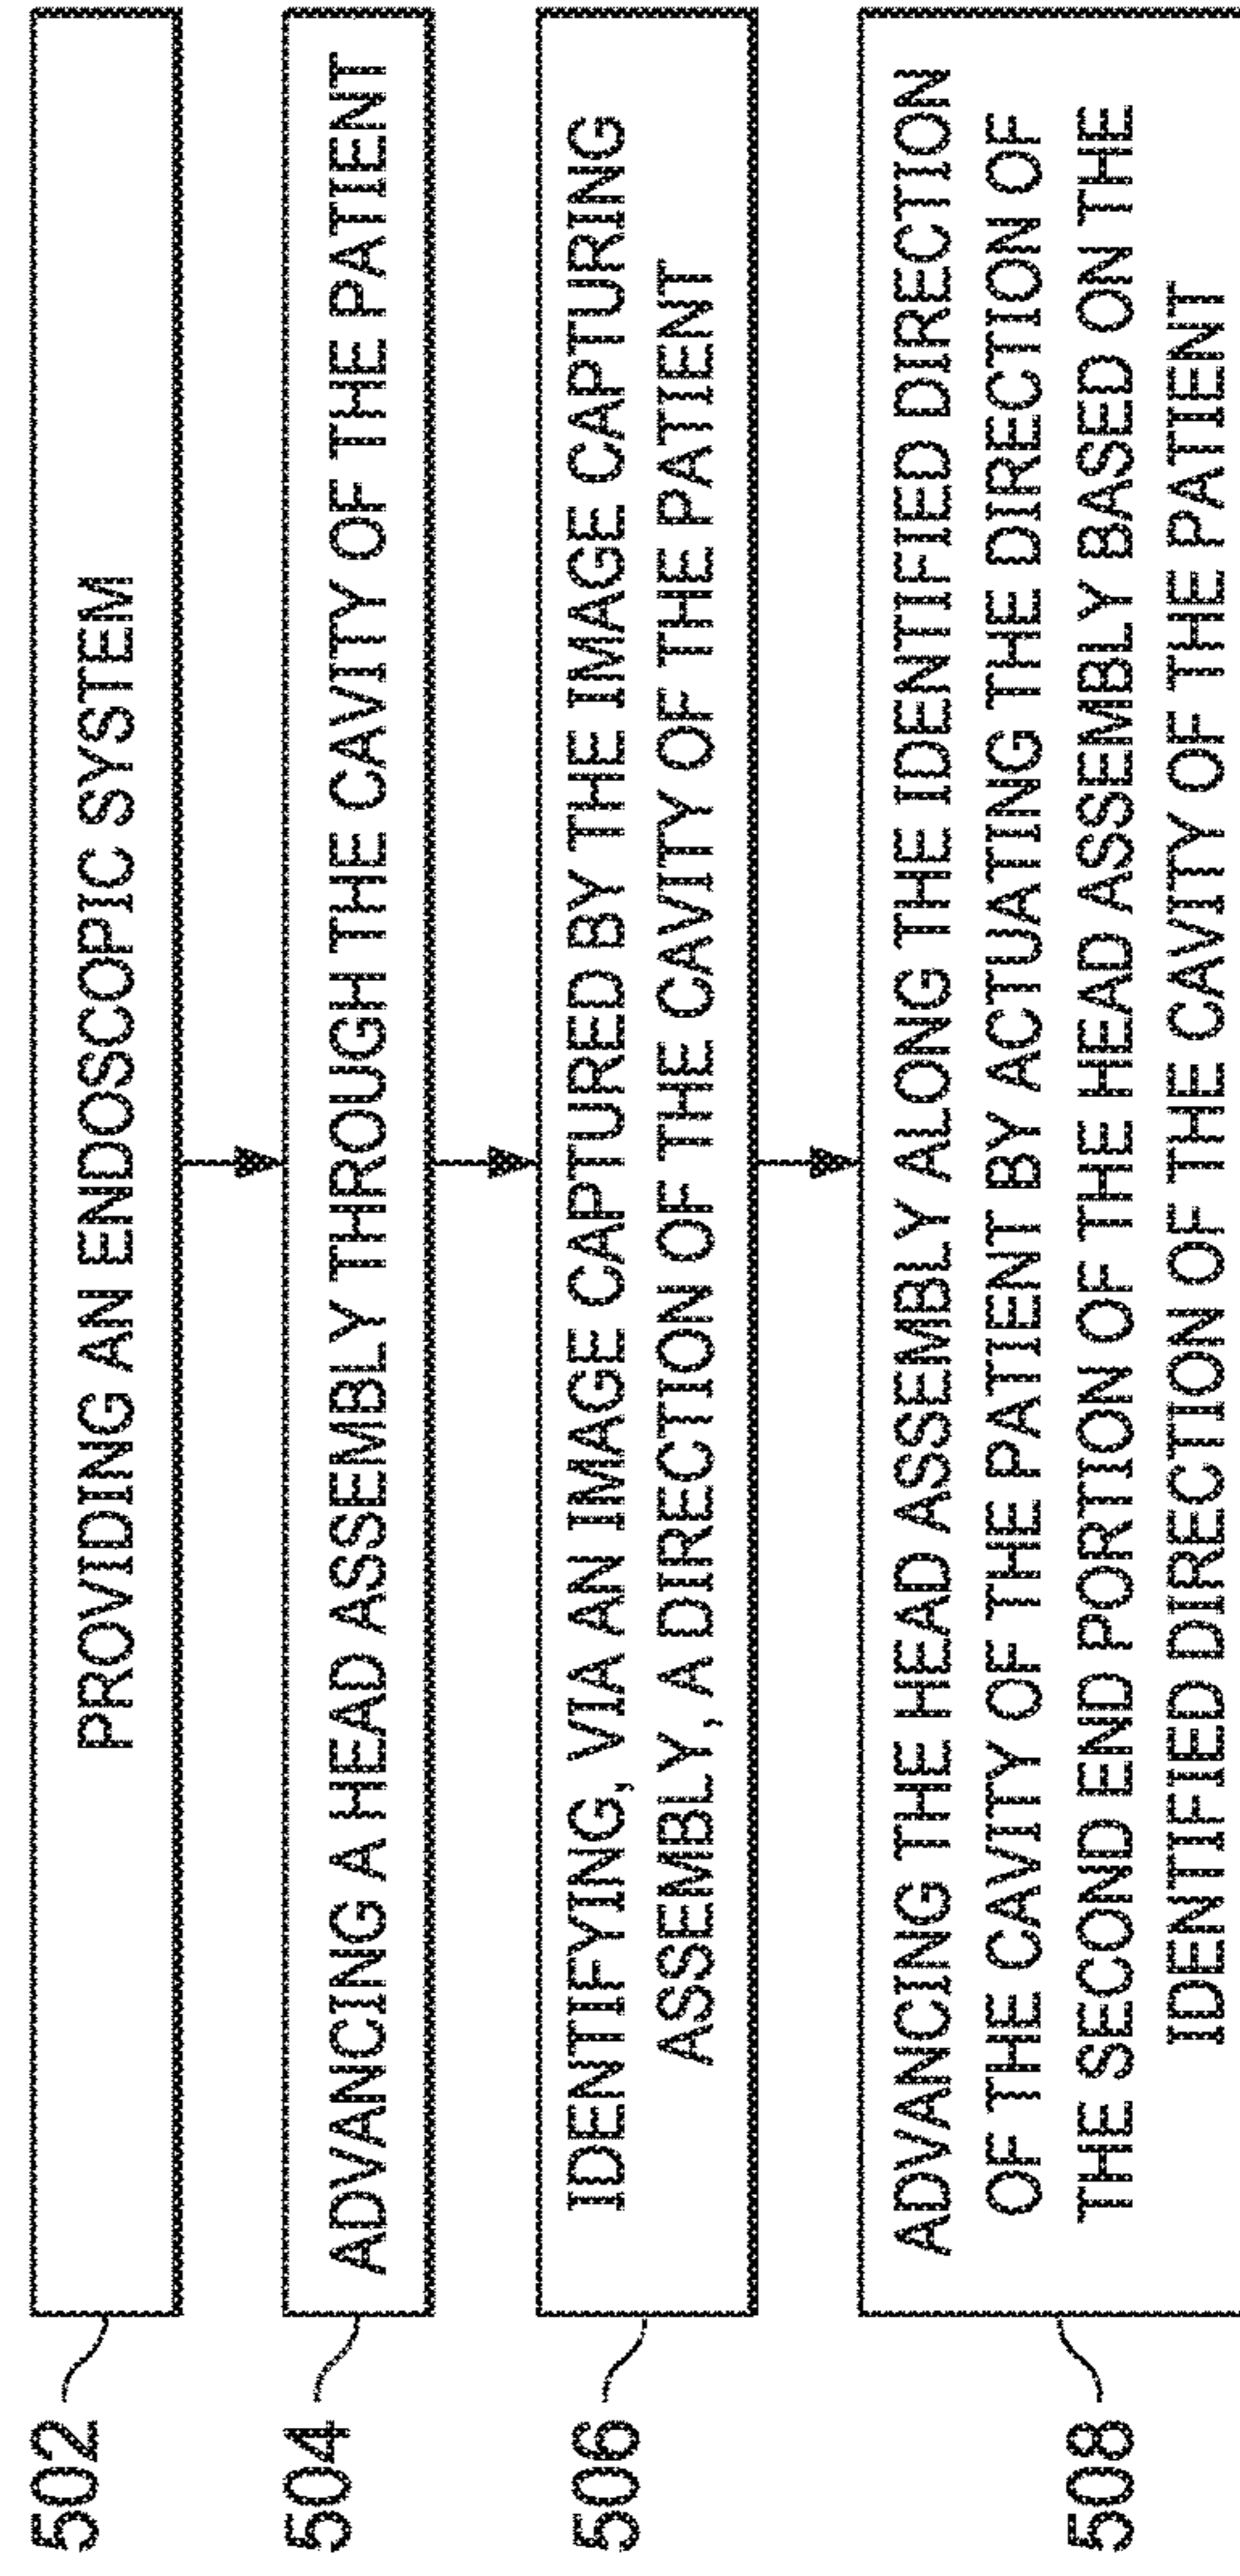 502
PROVIDING AN ENDOSCOPIC SYSTEM
504
ADVANCING A HEAD ASSEMBLY THROUGH THE CAVITY OF THE PATIENT
506
IDENTIFYING, VIA AN IMAGE CAPTURED BY THE IMAGE CAPTURING
ASSEMBLY, A DIRECTION OF THE CAVITY OF THE PATIENT
508
ADVANCING THE HEAD ASSEMBLY ALONG THE IDENTIFIED DIRECTION
OF THE CAVITY OF THE PATIENT BY ACTUATING THE DIRECTION OF
THE SECOND END PORTION OF THE HEAD ASSEMBLY BASED ON THE
IDENTIFIED DIRECTION OF THE CAVITY OF THE PATIENT